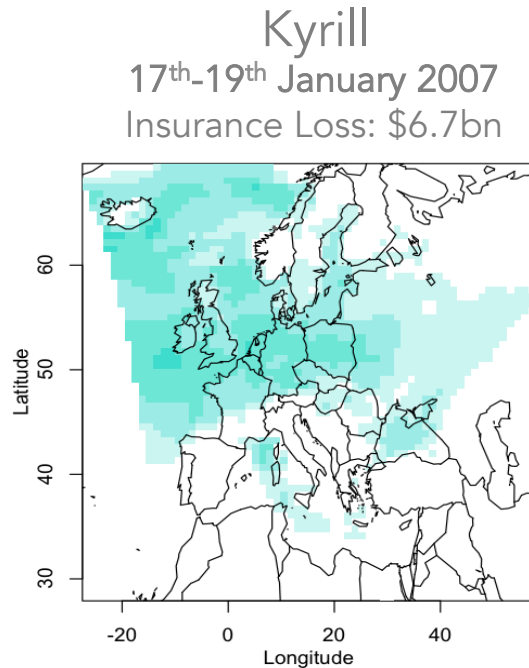 Kyrill
17th-19th January 2007
Insurance Loss: $6.7bn
Latitude
60
50
40
30
-20 0 20 40
Longitude